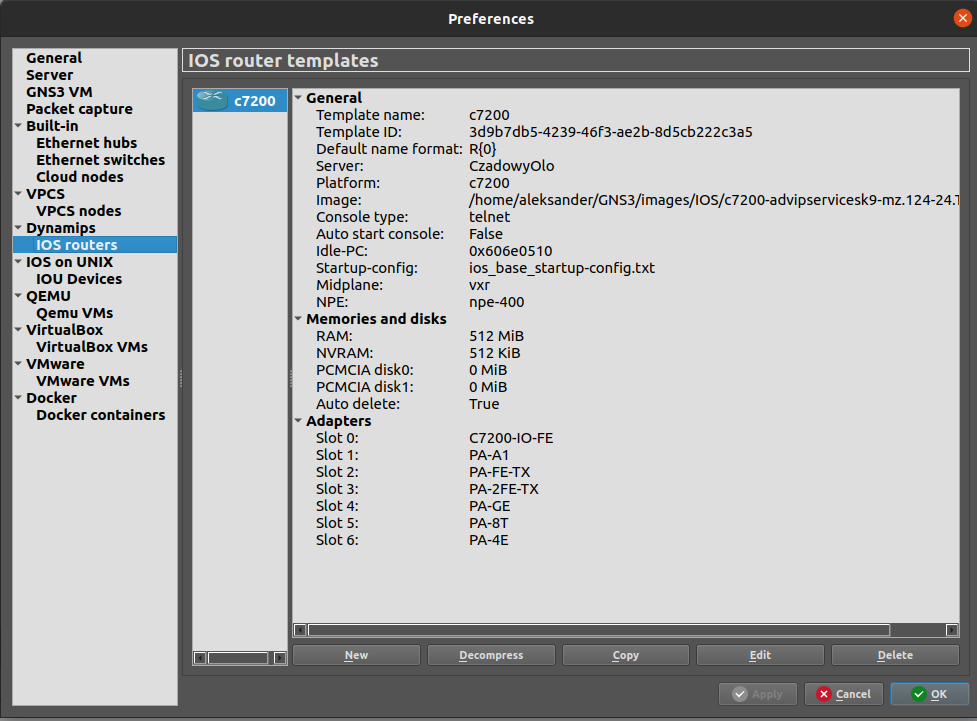 Preferences
General
Server
GNS3 VM
Packet capture
Built-in
Ethernet hubs
Ethernet switches
Cloud nodes
VPCS
VPCS nodes
Dynamips
IOS routers
IOS on UNIX
IOU Devices
QEMU
Qemu VMs
VirtualBox
VirtualBox VMs
VMware
VMware VMs
Docker
Docker containers
IOS router templates
c7200
General
Template name: c7200
Template ID: 3d9b7db5-4239-46f3-ae2b-8d5cb222c3a5
Default name format: R{0}
Server: CzadowyOlo
Platform: c7200
Image: /home/aleksander/GNS3/images/IOS/c7200-advipservicesk9-mz.124-24.T
Console type: telnet
Auto start console: False
Idle-PC: 0x606e0510
Startup-config: ios_base_startup-config.txt
Midplane: vxr
NPE: npe-400
Memories and disks
RAM: 512 MiB
NVRAM: 512 KiB
PCMCIA disk0: 0 MiB
PCMCIA disk1: 0 MiB
Auto delete: True
Adapters
Slot 0: C7200-IO-FE
Slot 1: PA-A1
Slot 2: PA-FE-TX
Slot 3: PA-2FE-TX
Slot 4: PA-GE
Slot 5: PA-8T
Slot 6: PA-4E
New Decompress Copy Edit Delete
Apply Cancel OK